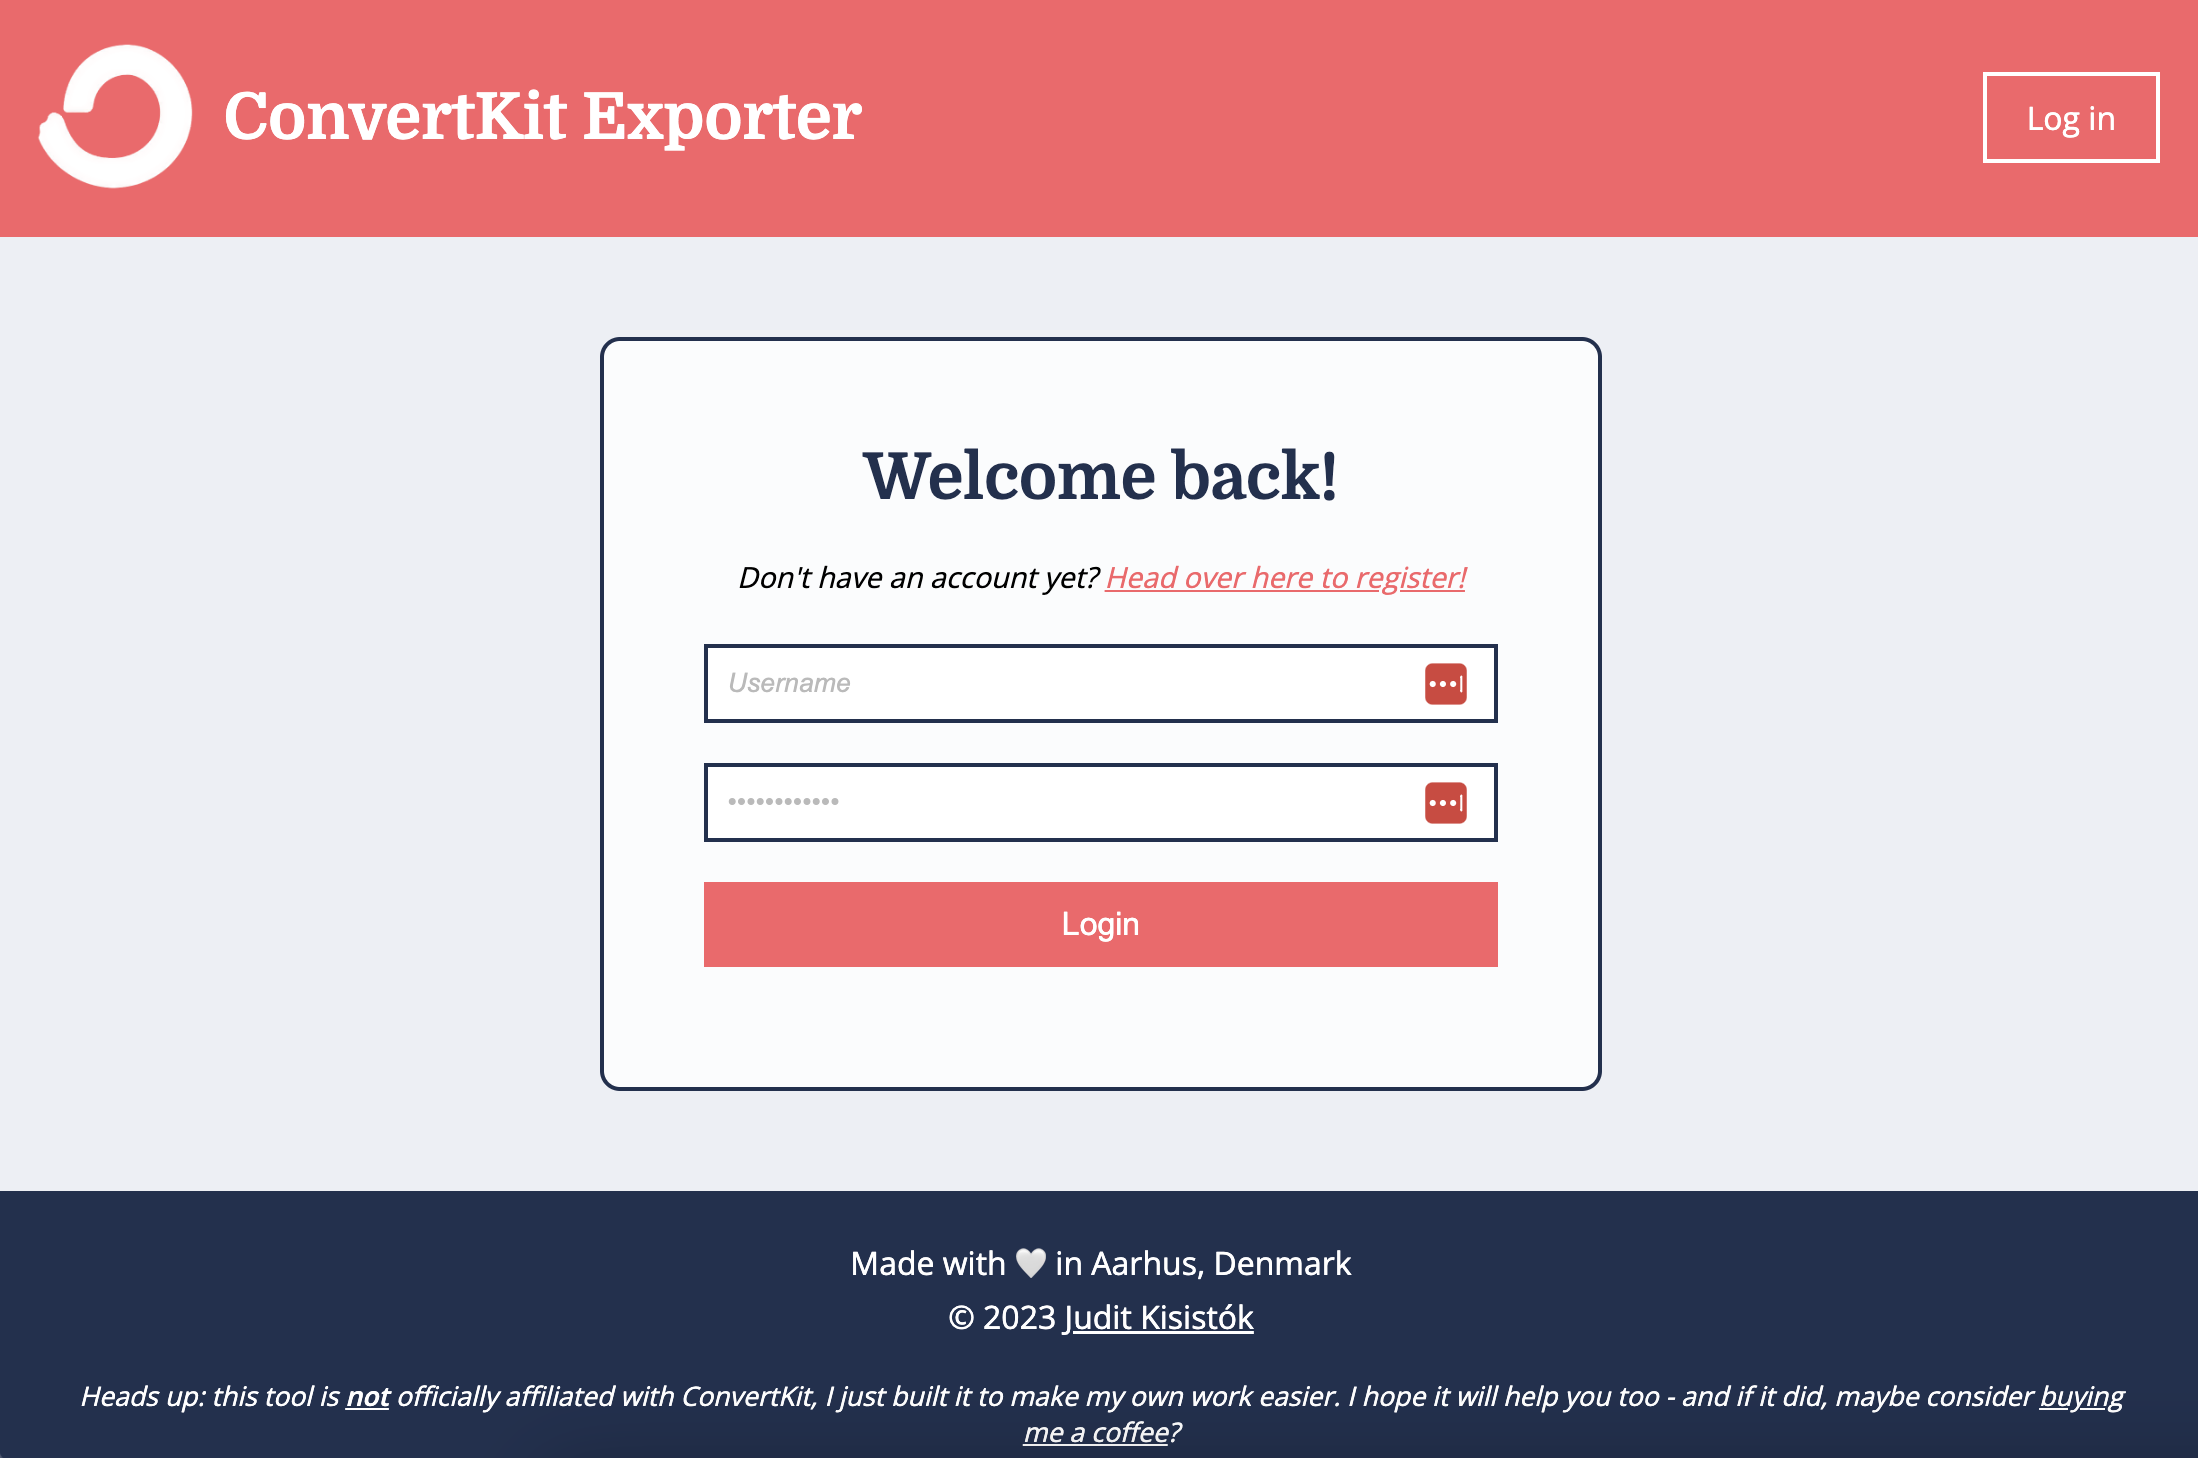 ConvertKit Exporter
Log in
Welcome back!
Don't have an account yet? Head over here to register!
Username
••••••••••••
Login
Made with 🤍 in Aarhus, Denmark
© 2023 Judit Kisistók
Heads up: this tool is not officially affiliated with ConvertKit, I just built it to make my own work easier. I hope it will help you too - and if it did, maybe consider buying
me a coffee?